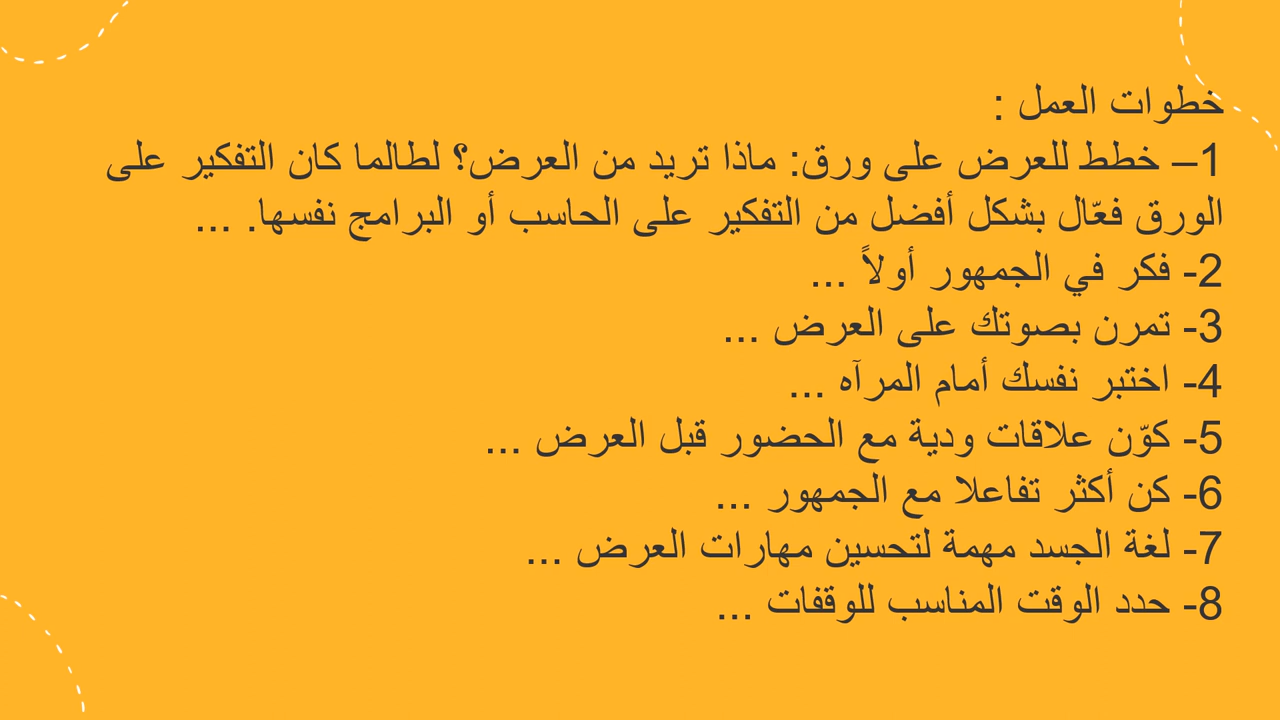 خطوات العمل :
1– خطط للعرض على ورق: ماذا تريد من العرض؟ لطالما كان التفكير على
الورق فعّال بشكل أفضل من التفكير على الحاسب أو البرامج نفسها. ...
2- فكر في الجمهور أولاً ...
3- تمرن بصوتك على العرض ...
4- اختبر نفسك أمام المرآه ...
5- كوّن علاقات ودية مع الحضور قبل العرض ...
6- كن أكثر تفاعلا مع الجمهور ...
7- لغة الجسد مهمة لتحسين مهارات العرض ...
8- حدد الوقت المناسب للوقفات ...